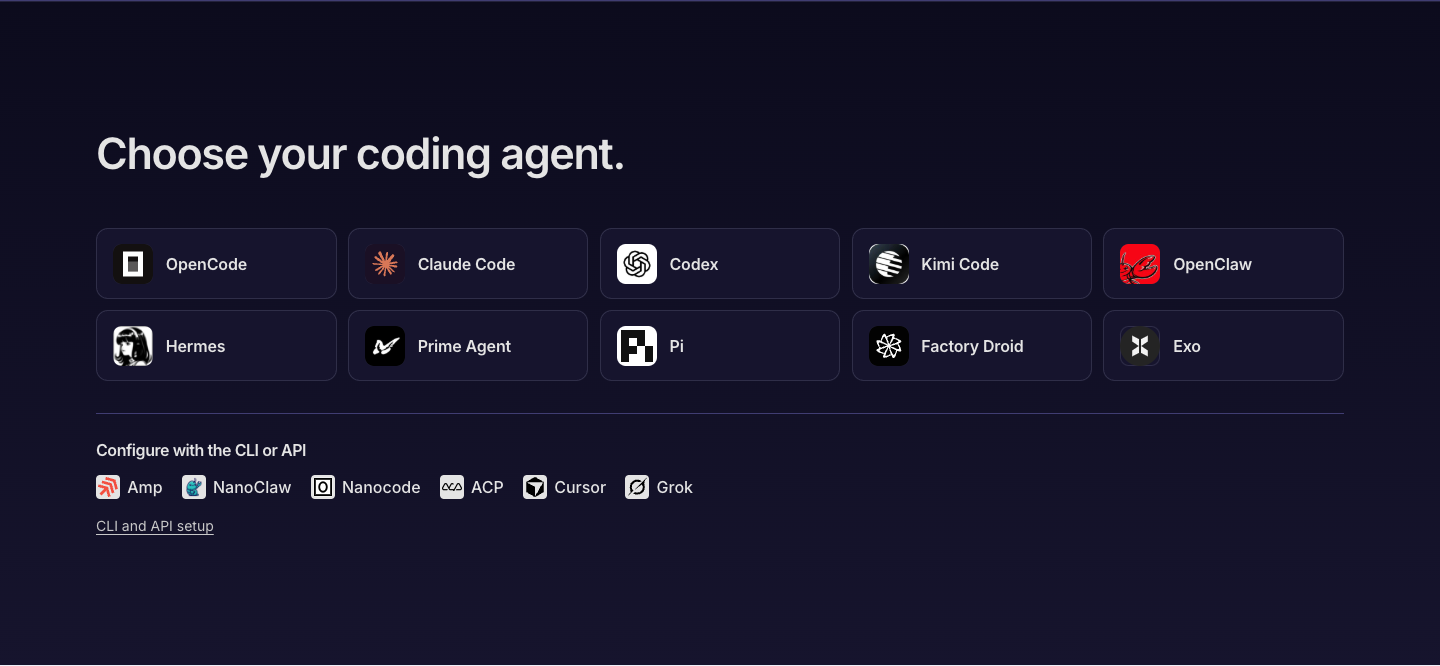 Choose your coding agent.
OpenCode
Claude Code
Codex
Kimi Code
OpenClaw
Hermes
Prime Agent
Pi
Factory Droid
Exo
Configure with the CLI or API
Amp
NanoClaw
Nanocode
ACP
Cursor
Grok
CLI and API setup